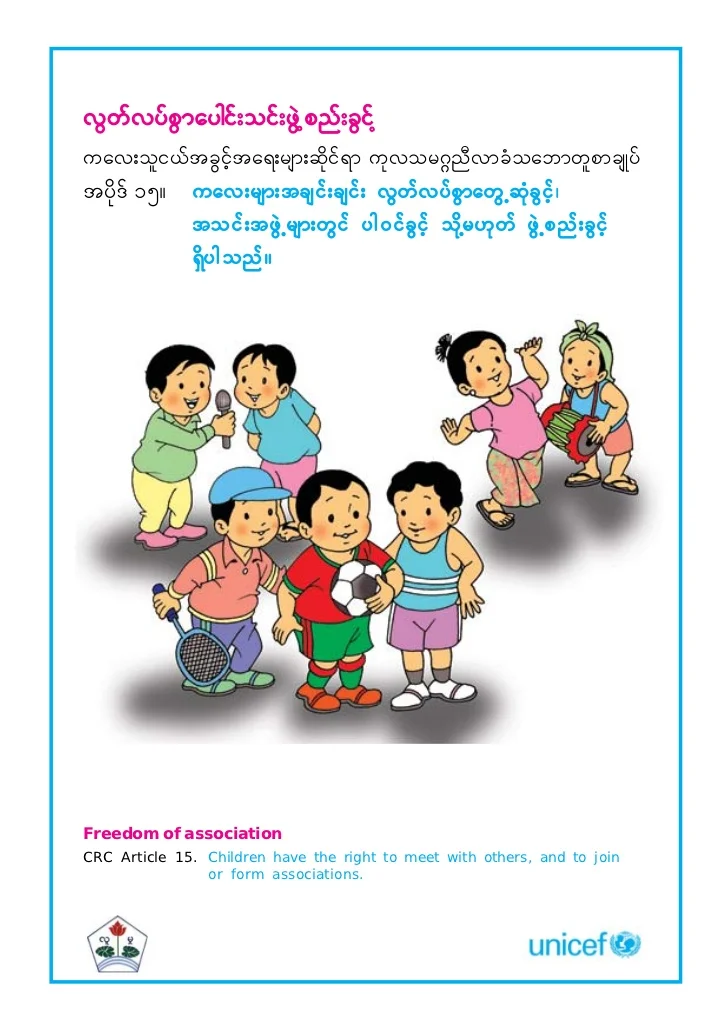 လွတ်လပ်စွာပေါင်းသင်းဖွဲ့စည်းခွင့်
ကလေးသူငယ်အခွင့်အရေးများဆိုင်ရာ ကုလသမဂ္ဂညီလာခံသဘောတူစာချုပ်
အပိုဒ် ၁၅။ ကလေးများအချင်းချင်း လွတ်လပ်စွာတွေ့ဆုံခွင့်၊
အသင်းအဖွဲ့များတွင် ပါဝင်ခွင့် သို့မဟုတ် ဖွဲ့စည်းခွင့်
ရှိပါသည်။
Freedom of association
CRC Article 15. Children have the right to meet with others, and to join
or form associations.
လူ မှု
unicef